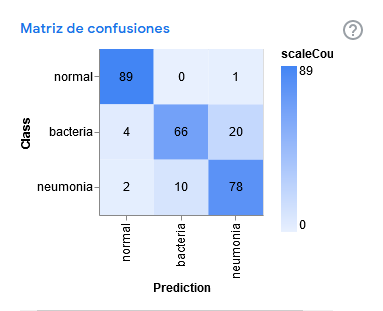 Matriz de confusiones
?
scaleCou
89
0
Class
normal
89
0
1
bacteria
4
66
20
neumonia
2
10
78
normal
bacteria
neumonia
Prediction